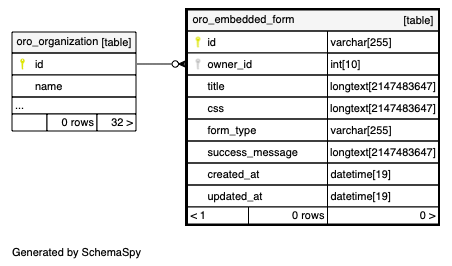 oro_organization [table]
id
name
...
0 rows 32 >
oro_embedded_form [table]
id varchar[255]
owner_id int[10]
title longtext[2147483647]
css longtext[2147483647]
form_type varchar[255]
success_message longtext[2147483647]
created_at datetime[19]
updated_at datetime[19]
< 1 0 rows 0 >
Generated by SchemaSpy